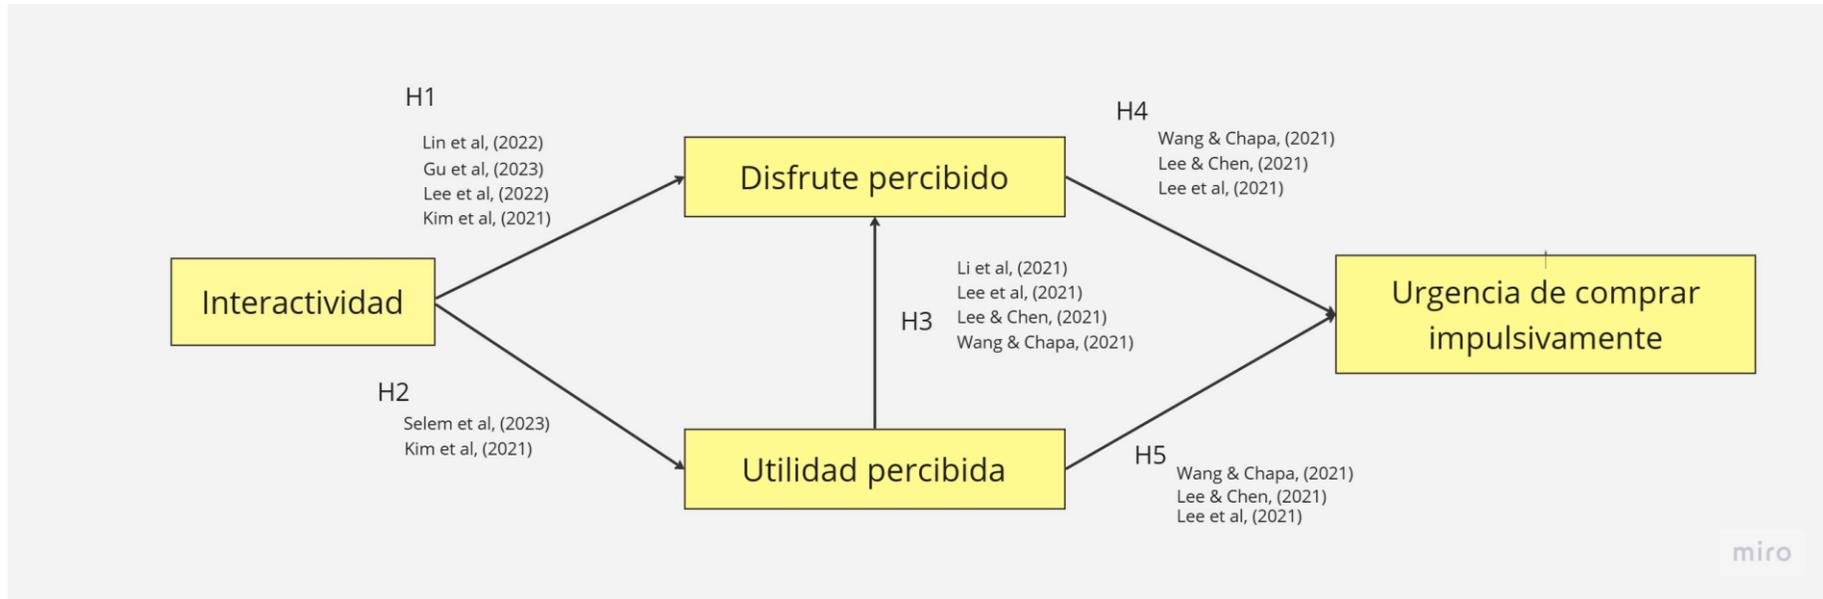 H1
Lin et al, (2022)
Gu et al, (2023)
Lee et al, (2022)
Kim et al, (2021)
H4
Wang & Chapa, (2021)
Lee & Chen, (2021)
Lee et al, (2021)
Disfrute percibido
Interactividad
Li et al, (2021)
Lee et al, (2021)
Lee & Chen, (2021)
Wang & Chapa, (2021)
H3
Urgencia de comprar
impulsivamente
H2
Selem et al, (2023)
Kim et al, (2021)
Utilidad percibida
H5
Wang & Chapa, (2021)
Lee & Chen, (2021)
Lee et al, (2021)
miro